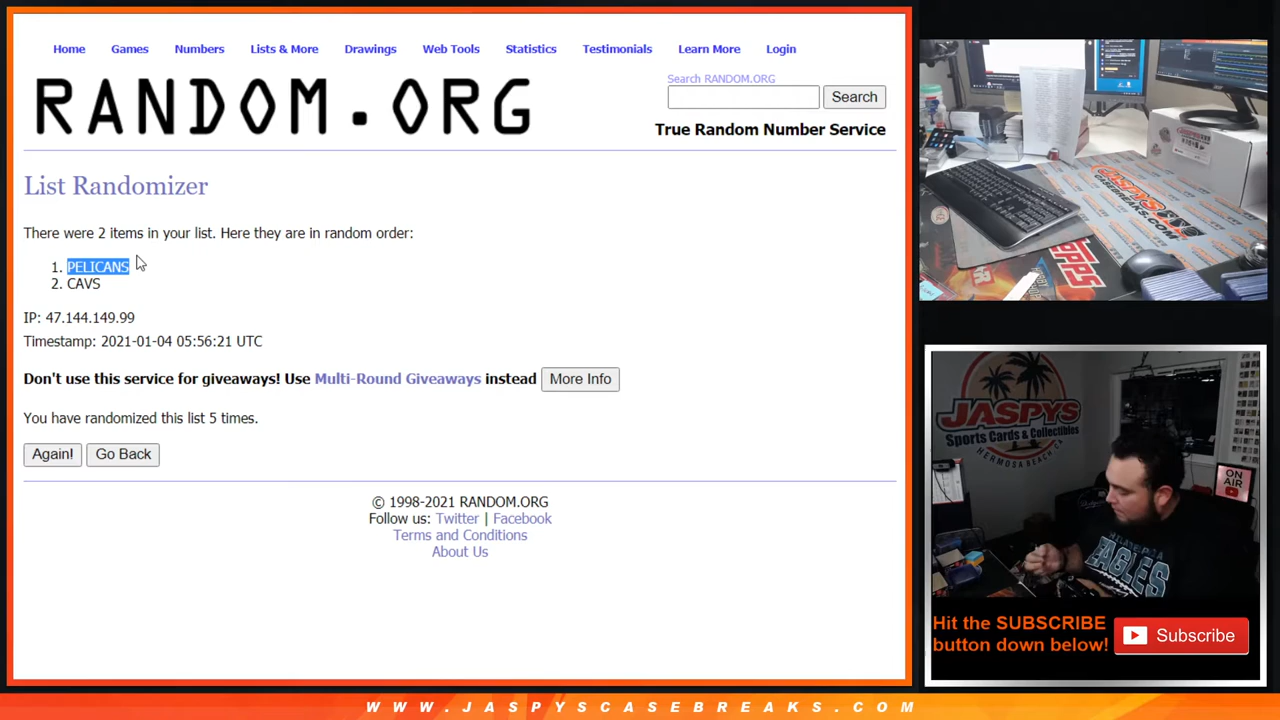 Home Games Numbers Lists & More Drawings Web Tools Statistics Testimonials Learn More Login
RANDOM.ORG
Search RANDOM.ORG
Search
True Random Number Service
List Randomizer
There were 2 items in your list. Here they are in random order:
1. PELICANS
2. CAVS
IP: 47.144.149.99
Timestamp: 2021-01-04 05:56:21 UTC
Don't use this service for giveaways! Use Multi-Round Giveaways instead More Info
You have randomized this list 5 times.
Again! Go Back
© 1998-2021 RANDOM.ORG
Follow us: Twitter | Facebook
Terms and Conditions
About Us
JASPYS
CASEBREAKS
TOPPS
JASPYS
Sports Cards & Collectibles
HERMOSA BEACH, CA
ON
AIR
PHILADELPHIA
EAGLES
Hit the SUBSCRIBE
button down below!
Subscribe
WWW.JASPYSCASEBREAKS.COM